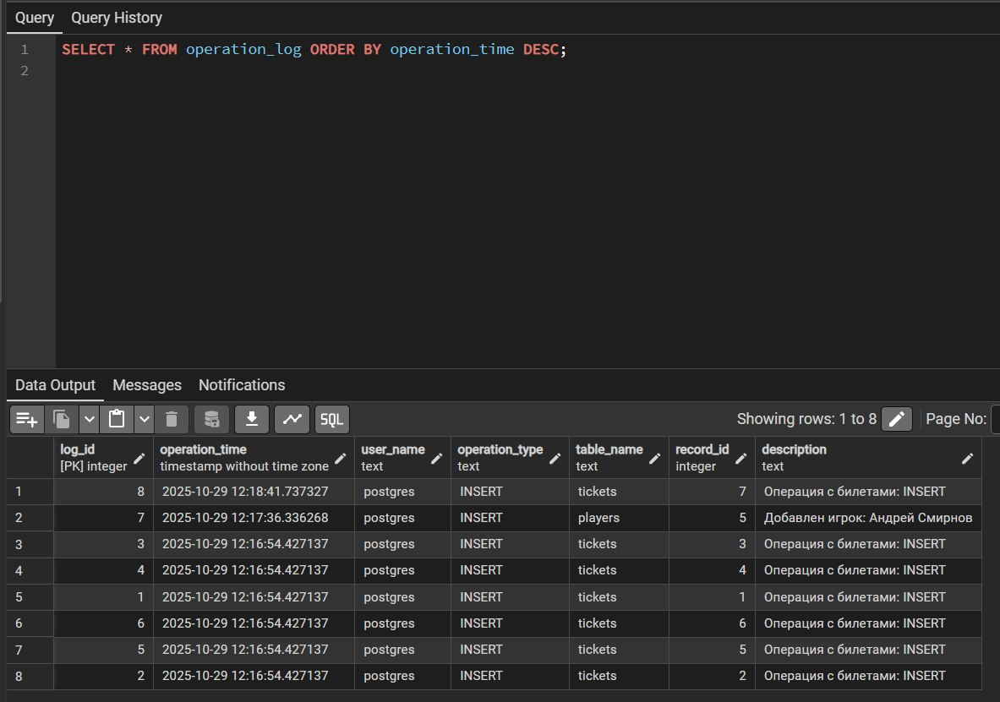 Query Query History
1 SELECT * FROM operation_log ORDER BY operation_time DESC;
2
Data Output Messages Notifications
SQL Showing rows: 1 to 8 Page No:
log_id operation_time user_name operation_type table_name record_id description
[PK] integer timestamp without time zone text text text integer text
1 8 2025-10-29 12:18:41.737327 postgres INSERT tickets 7 Операция с билетами: INSERT
2 7 2025-10-29 12:17:36.336268 postgres INSERT players 5 Добавлен игрок: Андрей Смирнов
3 3 2025-10-29 12:16:54.427137 postgres INSERT tickets 3 Операция с билетами: INSERT
4 4 2025-10-29 12:16:54.427137 postgres INSERT tickets 4 Операция с билетами: INSERT
5 1 2025-10-29 12:16:54.427137 postgres INSERT tickets 1 Операция с билетами: INSERT
6 6 2025-10-29 12:16:54.427137 postgres INSERT tickets 6 Операция с билетами: INSERT
7 5 2025-10-29 12:16:54.427137 postgres INSERT tickets 5 Операция с билетами: INSERT
8 2 2025-10-29 12:16:54.427137 postgres INSERT tickets 2 Операция с билетами: INSERT